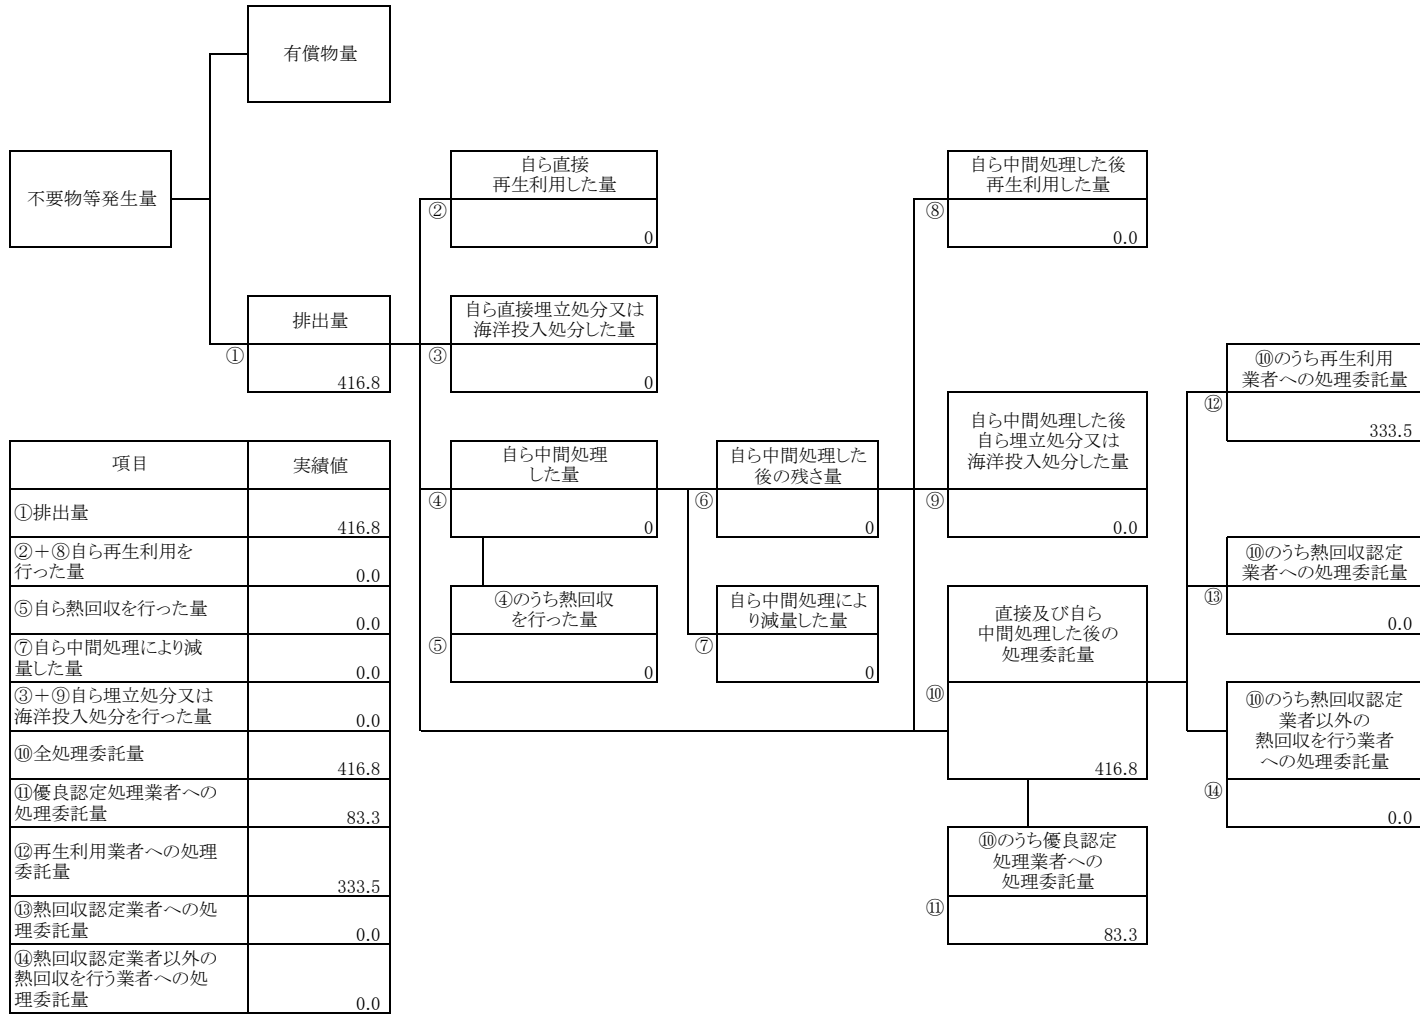 有償物量
不要物等発生量
自ら直接
再生利用した量
②
0
自ら中間処理した後
再生利用した量
⑧
0.0
排出量
①
416.8
自ら直接埋立処分又は
海洋投入処分した量
③
0
⑩のうち再生利用
業者への処理委託量
⑫
333.5
自ら中間処理
した量
④
0
自ら中間処理した
後の残さ量
⑥
0
自ら中間処理した後
自ら埋立処分又は
海洋投入処分した量
⑨
0.0
⑩のうち熱回収認定
業者への処理委託量
⑬
0.0
④のうち熱回収
を行った量
⑤
0
自ら中間処理によ
り減量した量
⑦
0
直接及び自ら
中間処理した後の
処理委託量
⑩
416.8
⑩のうち熱回収認定
業者以外の
熱回収を行う業者
への処理委託量
⑭
0.0
⑩のうち優良認定
処理業者への
処理委託量
⑪
83.3
項目
実績値
①排出量
416.8
②＋⑧自ら再生利用を
行った量
0.0
⑤自ら熱回収を行った量
0.0
⑦自ら中間処理により減
量した量
0.0
③＋⑨自ら埋立処分又は
海洋投入処分を行った量
0.0
⑩全処理委託量
416.8
⑪優良認定処理業者への
処理委託量
83.3
⑫再生利用業者への処理
委託量
333.5
⑬熱回収認定業者への処
理委託量
0.0
⑭熱回収認定業者以外の
熱回収を行う業者への処
理委託量
0.0